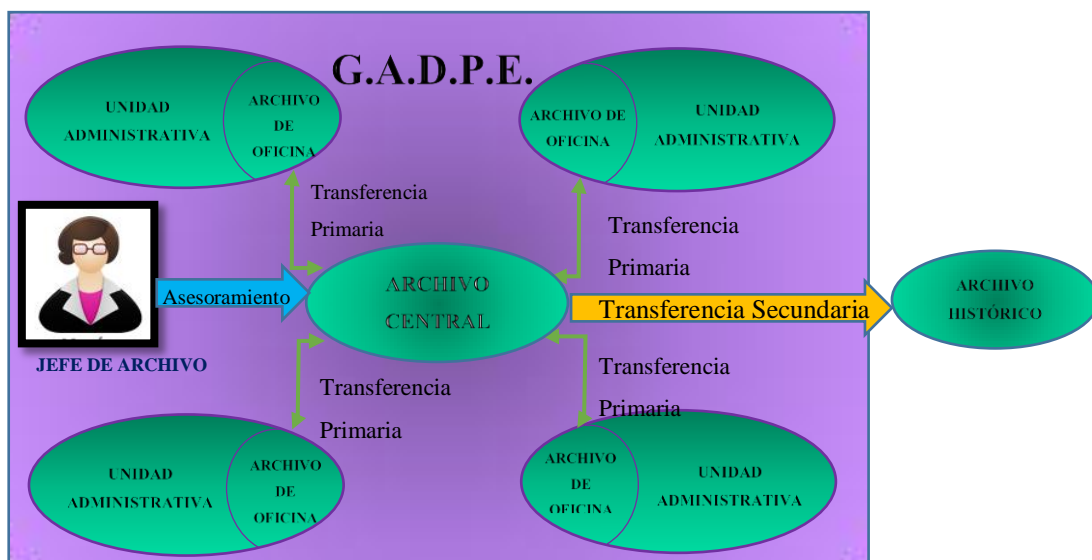 G.A.D.P.E.
UNIDAD
ADMINISTRATIVA
ARCHIVO
DE
OFICINA
ARCHIVO DE
OFICINA
UNIDAD
ADMINISTRATIVA
Transferencia
Primaria
Transferencia
Primaria
Asesoramiento
JEFE DE ARCHIVO
ARCHIVO
CENTRAL
Transferencia Secundaria
ARCHIVO
HISTÓRICO
Transferencia
Primaria
Transferencia
Primaria
UNIDAD
ADMINISTRATIVA
ARCHIVO
DE
OFICINA
ARCHIVO
DE
OFICINA
UNIDAD
ADMINISTRATIVA